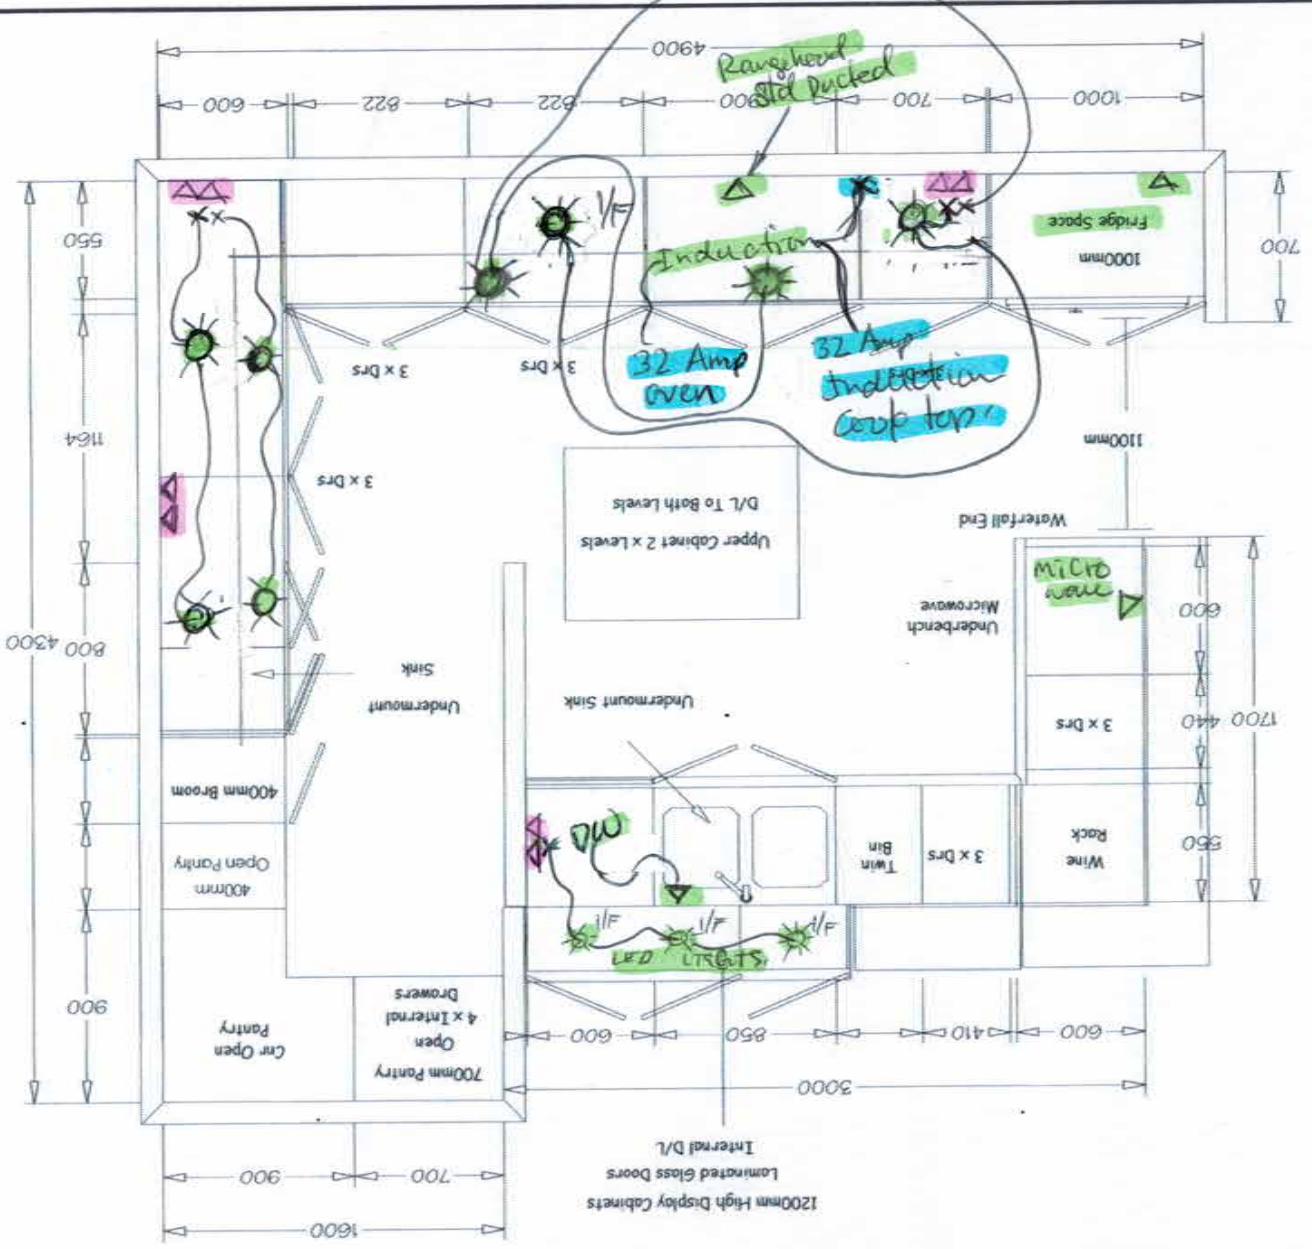 4900
600
822
822
900
700
1000
Rangehood
Std Ducted
I/F
Induction
Fridge Space
1000mm
700
550
1164
800
4300
900
3 x Drs
3 x Drs
3 x Drs
3 x Drs
32 Amp
oven
32 Amp
Induction
Coop top
1100mm
Upper Cabinet 2 x Levels
D/L To Both Levels
Waterfall End
Micro
wave
Underbench
Microwave
600
440
1700
550
3 x Drs
Undermount
Sink
Undermount Sink
400mm Broom
400mm
Open Pantry
DW
Twin
Bin
3 x Drs
Wine
Rack
I/F
I/F
I/F
LED LIGHTS
Cnr Open
Pantry
700mm Pantry
Open
4 x Internal
Drawers
600
850
410
600
3000
900
700
1600
1200mm High Display Cabinets
Laminated Glass Doors
Internal D/L